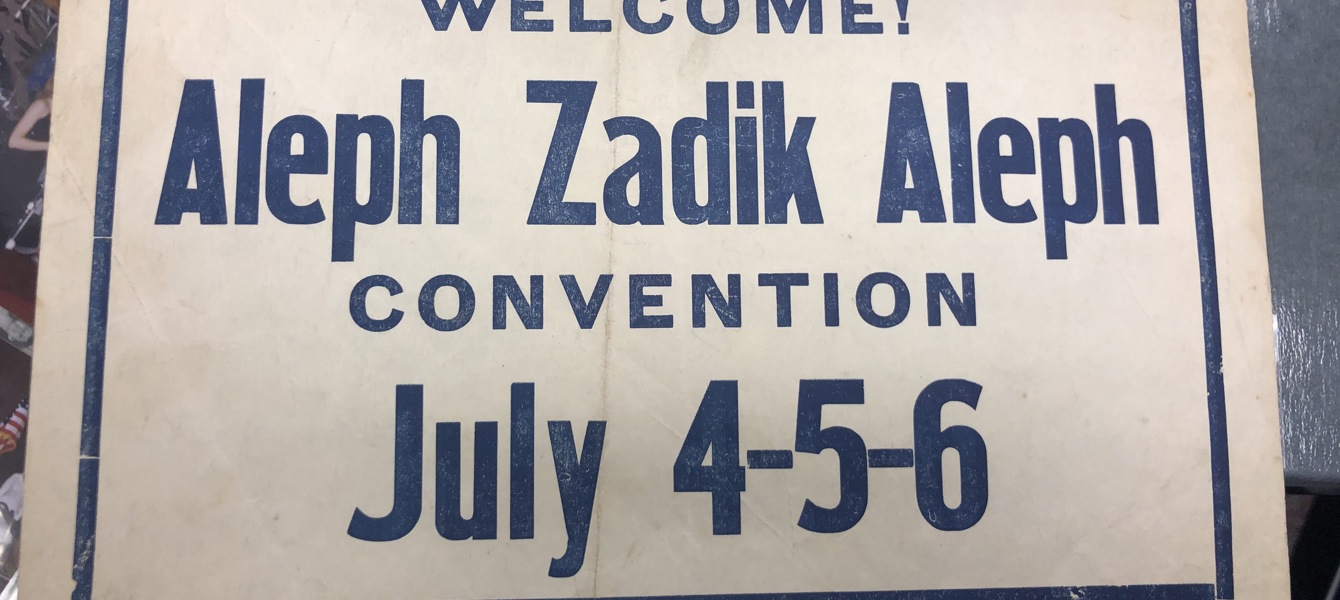 WELCOME!
Aleph Zadik Aleph
CONVENTION
July 4-5-6